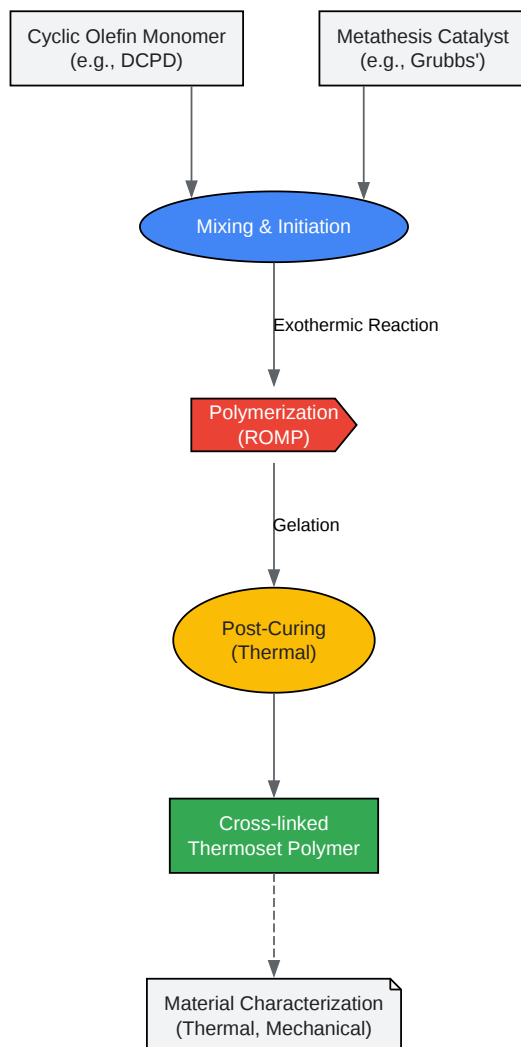 Cyclic Olefin Monomer
(e.g., DCPD)
Metathesis Catalyst
(e.g., Grubbs')
Mixing & Initiation
Exothermic Reaction
Polymerization
(ROMP)
Gelation
Post-Curing
(Thermal)
Cross-linked
Thermoset Polymer
Material Characterization
(Thermal, Mechanical)